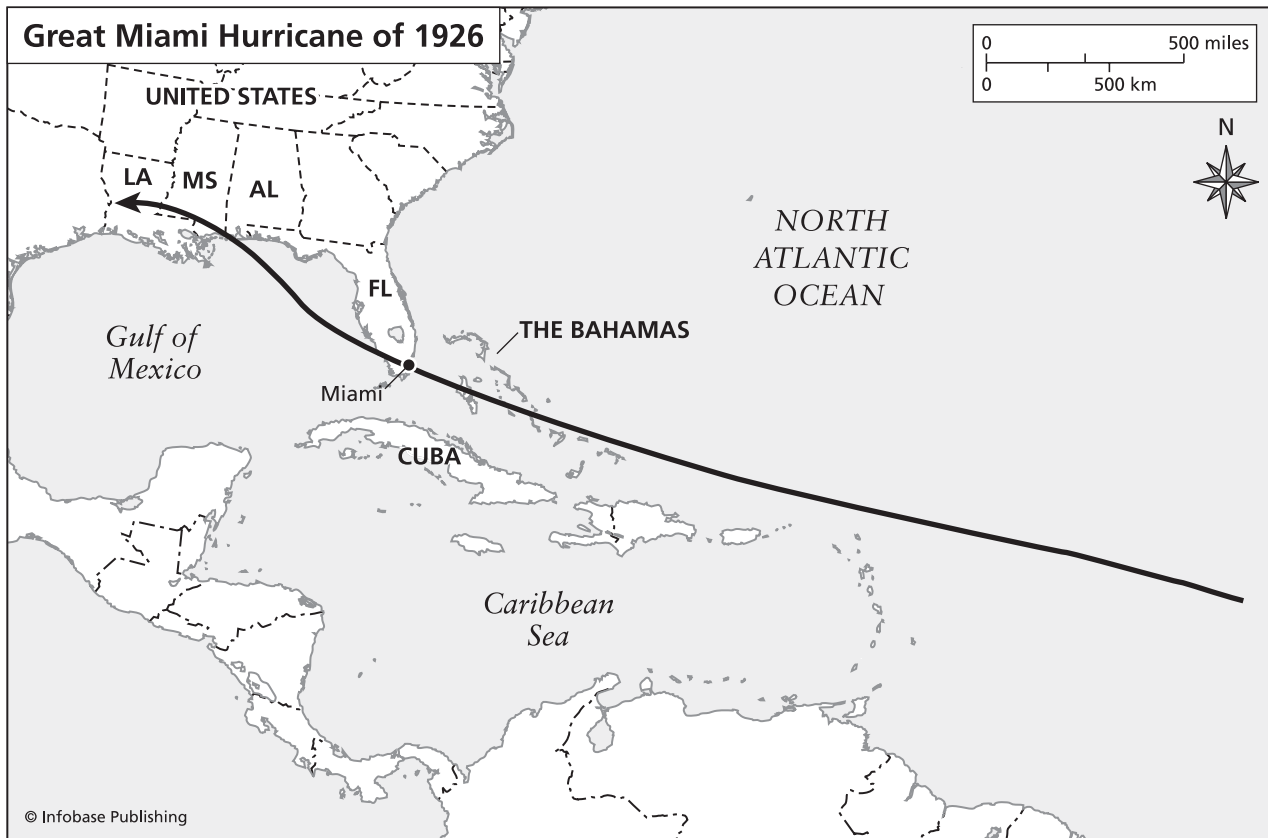 Great Miami Hurricane of 1926
0 500 miles
0 500 km
UNITED STATES
N
LA
MS
AL
NORTH
ATLANTIC
OCEAN
FL
Gulf of
Mexico
THE BAHAMAS
Miami
CUBA
Caribbean
Sea
© Infobase Publishing